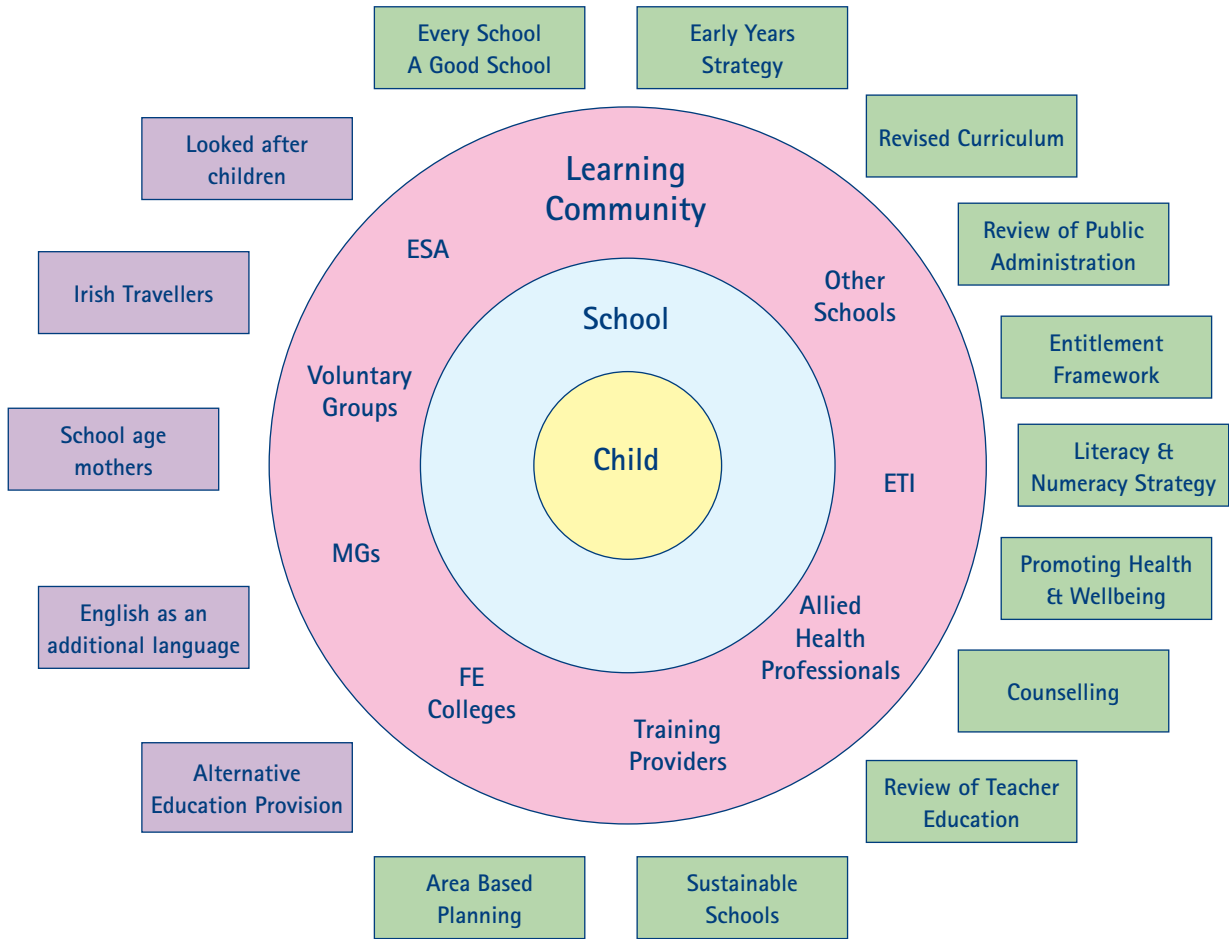 Every School
A Good School
Early Years
Strategy
Looked after
children
Revised Curriculum
Learning
Community
ESA
Review of Public
Administration
Irish Travellers
Other
Schools
School
Entitlement
Framework
Voluntary
Groups
School age
mothers
Child
Literacy &
Numeracy Strategy
ETI
MGs
Promoting Health
& Wellbeing
English as an
additional language
Allied
Health
Professionals
FE
Colleges
Counselling
Training
Providers
Alternative
Education Provision
Review of Teacher
Education
Area Based
Planning
Sustainable
Schools